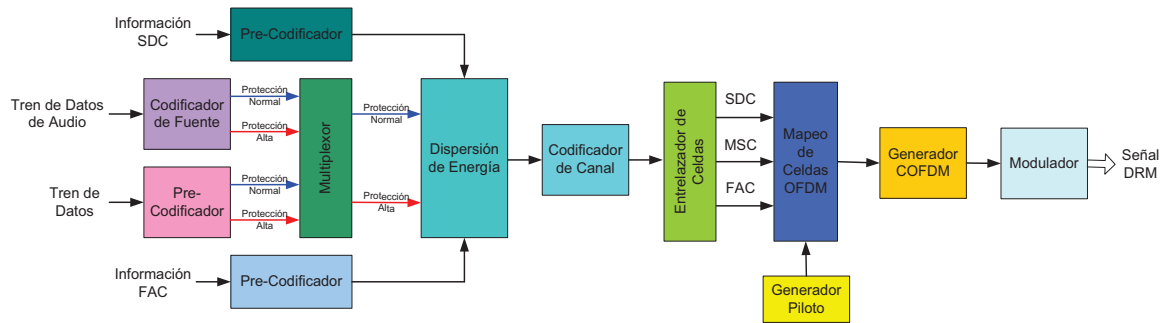 Información
SDC
Pre-Codificador
Tren de Datos
de Audio
Codificador
de Fuente
Protección
Normal
Protección
Alta
Tren de
Datos
Pre-
Codificador
Protección
Normal
Protección
Alta
Multiplexor
Protección
Normal
Protección
Alta
Información
FAC
Pre-Codificador
Dispersión
de Energía
Codificador
de Canal
Entrelazador de
Celdas
SDC
MSC
FAC
Mapeo
de
Celdas
OFDM
Generador
Piloto
Generador
COFDM
Modulador
Señal
DRM